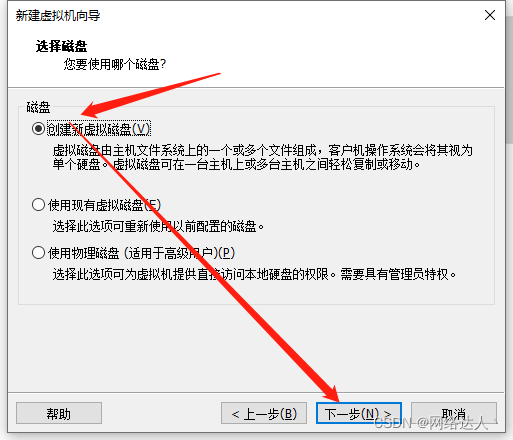 新建虚拟机向导
选择磁盘
您要使用哪个磁盘?
磁盘
创建新虚拟磁盘(V)
虚拟磁盘由主机文件系统上的一个或多个文件组成，客户机操作系统会将其视为
单个硬盘。虚拟磁盘可在一台主机上或多台主机之间轻松复制或移动。
使用现有虚拟磁盘(E)
选择此选项可重新使用以前配置的磁盘。
使用物理磁盘 (适用于高级用户)(P)
选择此选项可为虚拟机提供直接访问本地硬盘的权限。需要具有管理员特权。
帮助
< 上一步(B)
下一步(N) >
取消
CSDN @网络达人丶